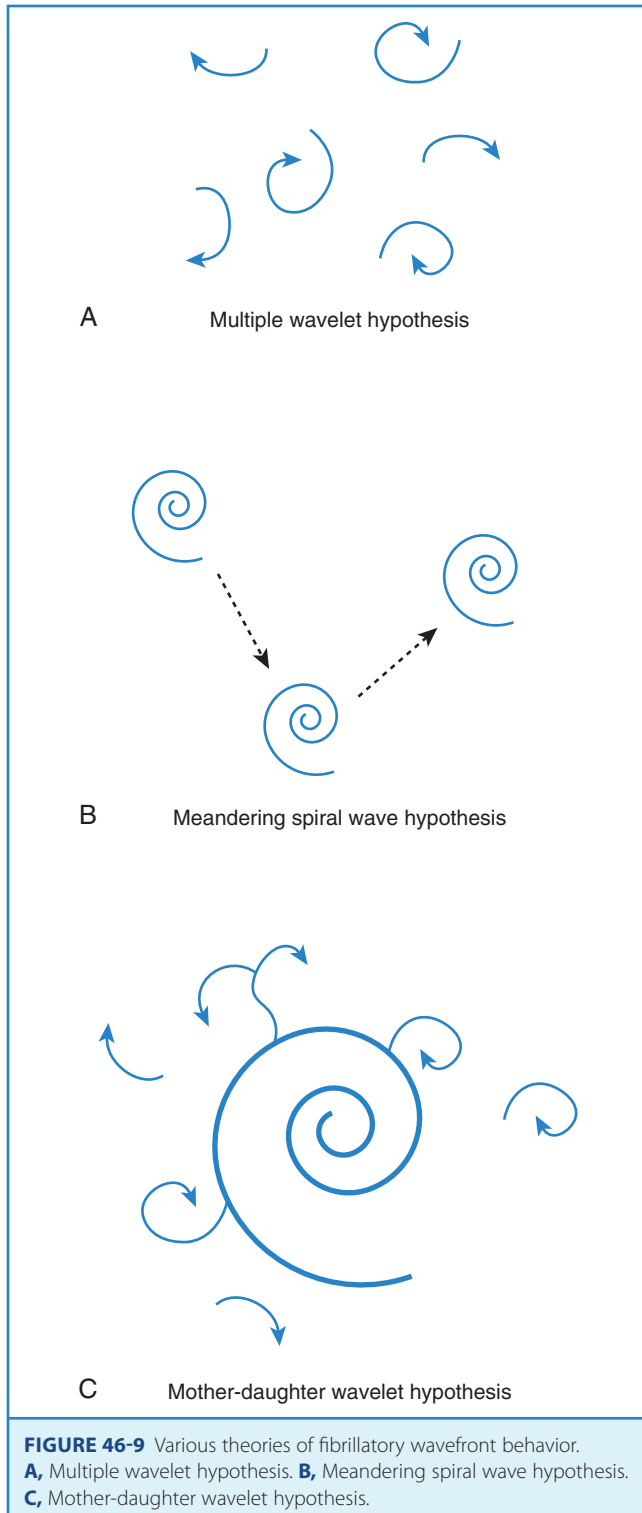 A Multiple wavelet hypothesis
B Meandering spiral wave hypothesis
C Mother-daughter wavelet hypothesis
FIGURE 46-9 Various theories of fibrillatory wavefront behavior.
A, Multiple wavelet hypothesis. B, Meandering spiral wave hypothesis.
C, Mother-daughter wavelet hypothesis.